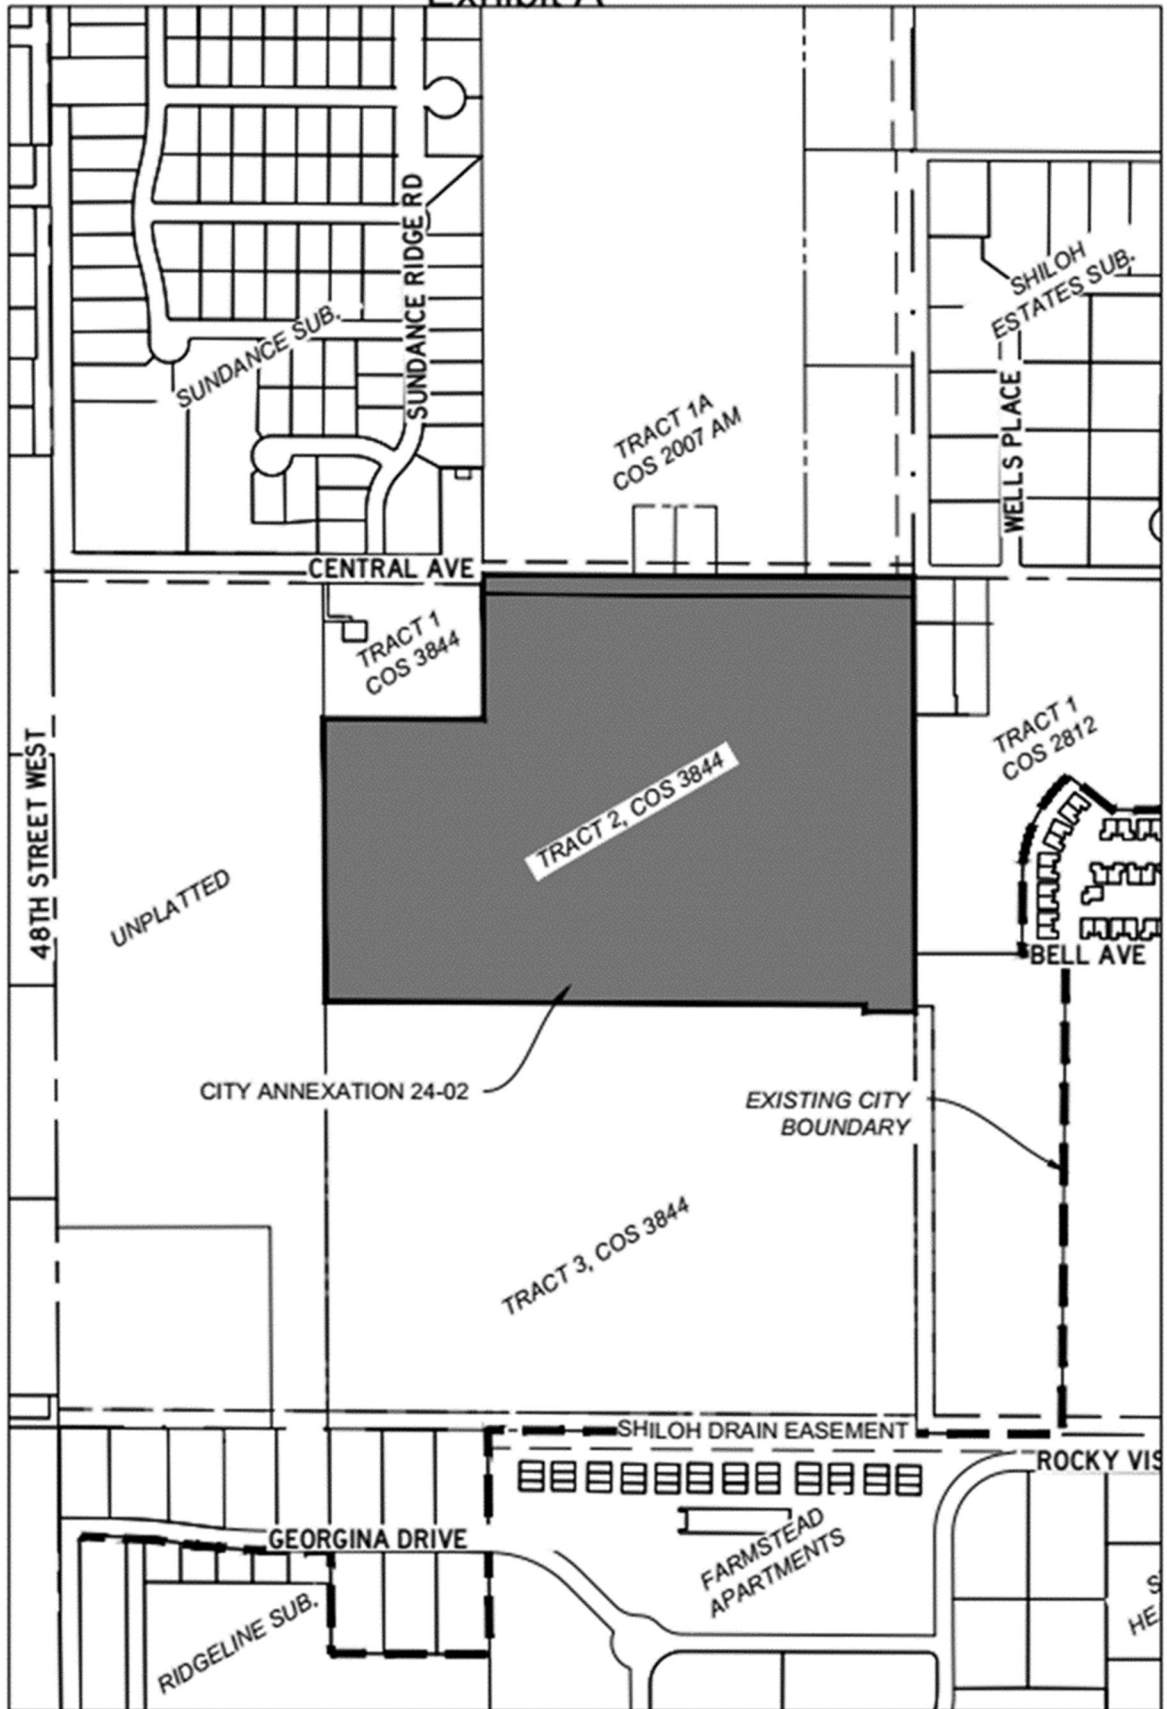 Exhibit A
SUNDANCE RIDGE RD
SHILOH
ESTATES SUB.
SUNDANCE SUB.
WELLS PLACE
TRACT 1A
COS 2007 AM
CENTRAL AVE
TRACT 1
COS 3844
TRACT 1
COS 2812
48TH STREET WEST
TRACT 2, COS 3844
UNPLATTED
BELL AVE
CITY ANNEXATION 24-02
EXISTING CITY
BOUNDARY
TRACT 3, COS 3844
SHILOH DRAIN EASEMENT
ROCKY VIS
GEORGINA DRIVE
FARMSTEAD
APARTMENTS
RIDGELINE SUB.
S
HE